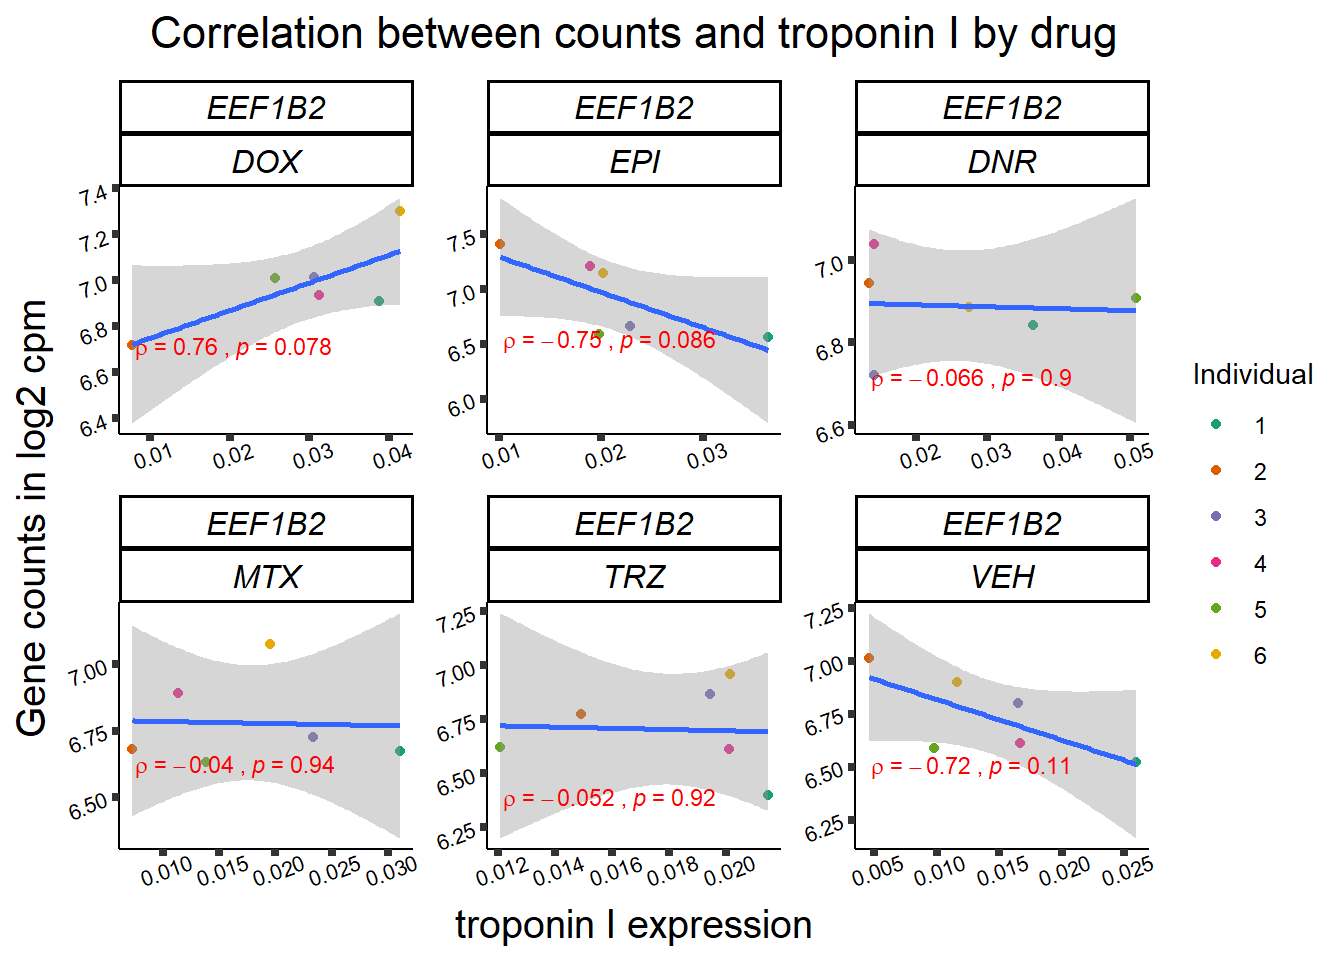 Correlation between counts and troponin I by drug
Gene counts in log2 cpm
EEF1B2
DOX
7.4
7.2
7.0
6.8
6.6
6.4
ρ = 0.76 , p = 0.078
0.01 0.02 0.03 0.04
EEF1B2
EPI
7.5
7.0
6.5
6.0
ρ = −0.75 , p = 0.086
0.01 0.02 0.03
EEF1B2
DNR
7.0
6.8
6.6
ρ = −0.066 , p = 0.9
0.02 0.03 0.04 0.05
EEF1B2
MTX
7.00
6.75
6.50
ρ = −0.04 , p = 0.94
0.010 0.015 0.020 0.025 0.030
EEF1B2
TRZ
7.25
7.00
6.75
6.50
6.25
ρ = −0.052 , p = 0.92
0.012 0.014 0.016 0.018 0.020
EEF1B2
VEH
7.25
7.00
6.75
6.50
6.25
ρ = −0.72 , p = 0.11
0.005 0.010 0.015 0.020 0.025
troponin I expression
Individual
1
2
3
4
5
6